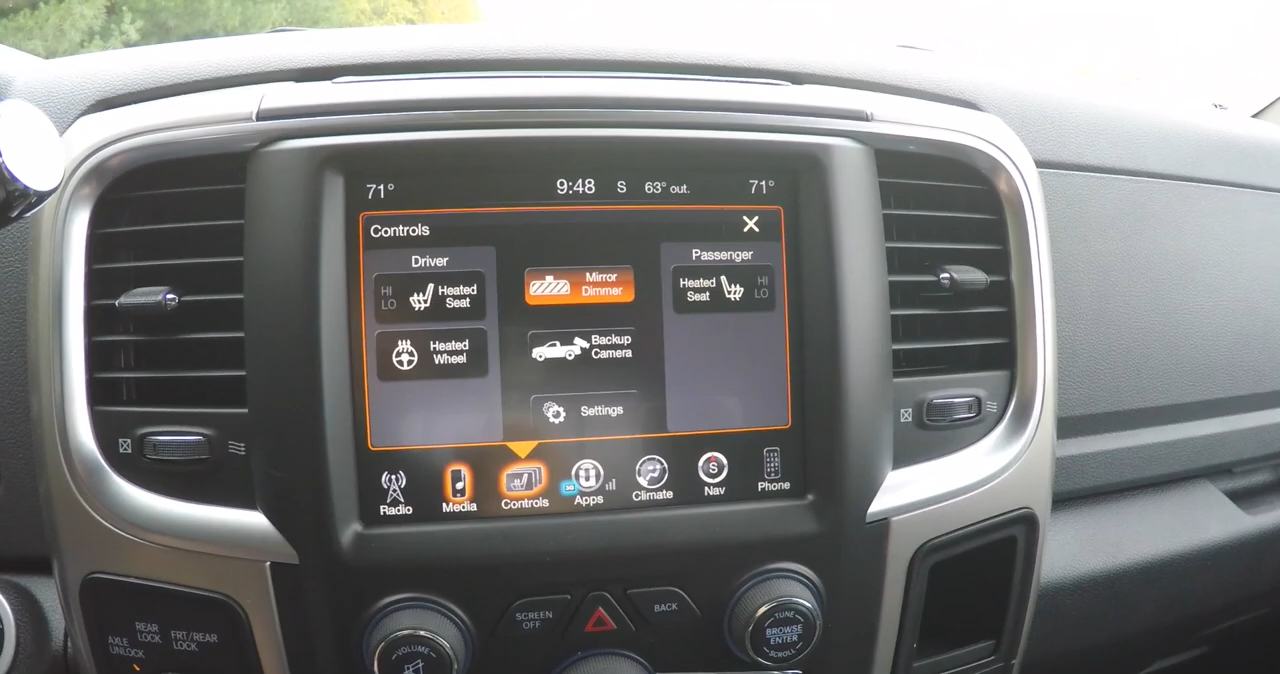 71°
9:48
S
63° out.
71°
Controls
Driver
HI
LO
Heated
Seat
Heated
Wheel
Mirror
Dimmer
Backup
Camera
Settings
Passenger
Heated
Seat
HI
LO
Radio
Media
Controls
3G
Apps
Climate
S
Nav
Phone
AXLE
UNLOCK
REAR
LOCK
FRT/REAR
LOCK
VOLUME
SCREEN
OFF
BACK
TUNE
BROWSE
ENTER
SCROLL